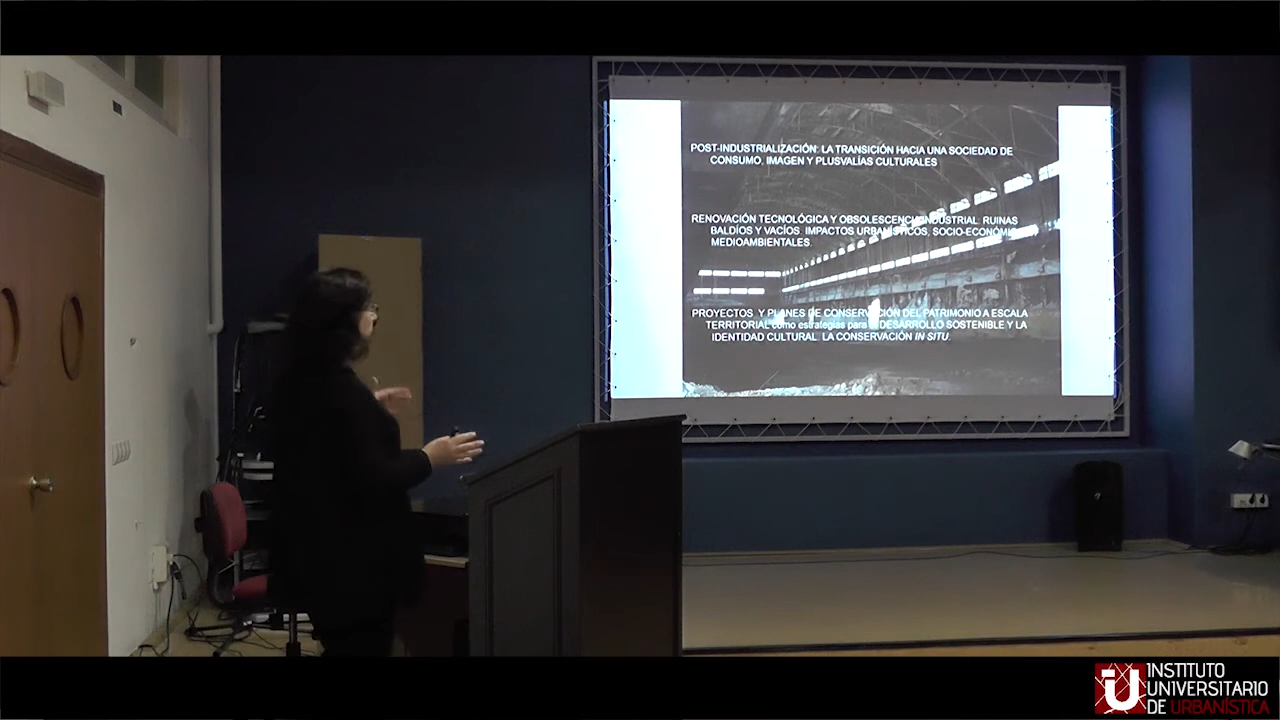 POST-INDUSTRIALIZACIÓN: LA TRANSICIÓN HACIA UNA SOCIEDAD DE
CONSUMO, IMAGEN Y PLUSVALÍAS CULTURALES
RENOVACIÓN TECNOLÓGICA Y OBSOLESCENCIA INDUSTRIAL. RUINAS
BALDÍOS Y VACÍOS. IMPACTOS URBANÍSTICOS, SOCIO-ECONÓMIC
MEDIOAMBIENTALES.
PROYECTOS Y PLANES DE CONSERVACIÓN DEL PATRIMONIO A ESCALA
TERRITORIAL como estrategias para el DESARROLLO SOSTENIBLE Y LA
IDENTIDAD CULTURAL. LA CONSERVACIÓN IN SITU.
IU INSTITUTO
UNIVERSITARIO
DE URBANÍSTICA